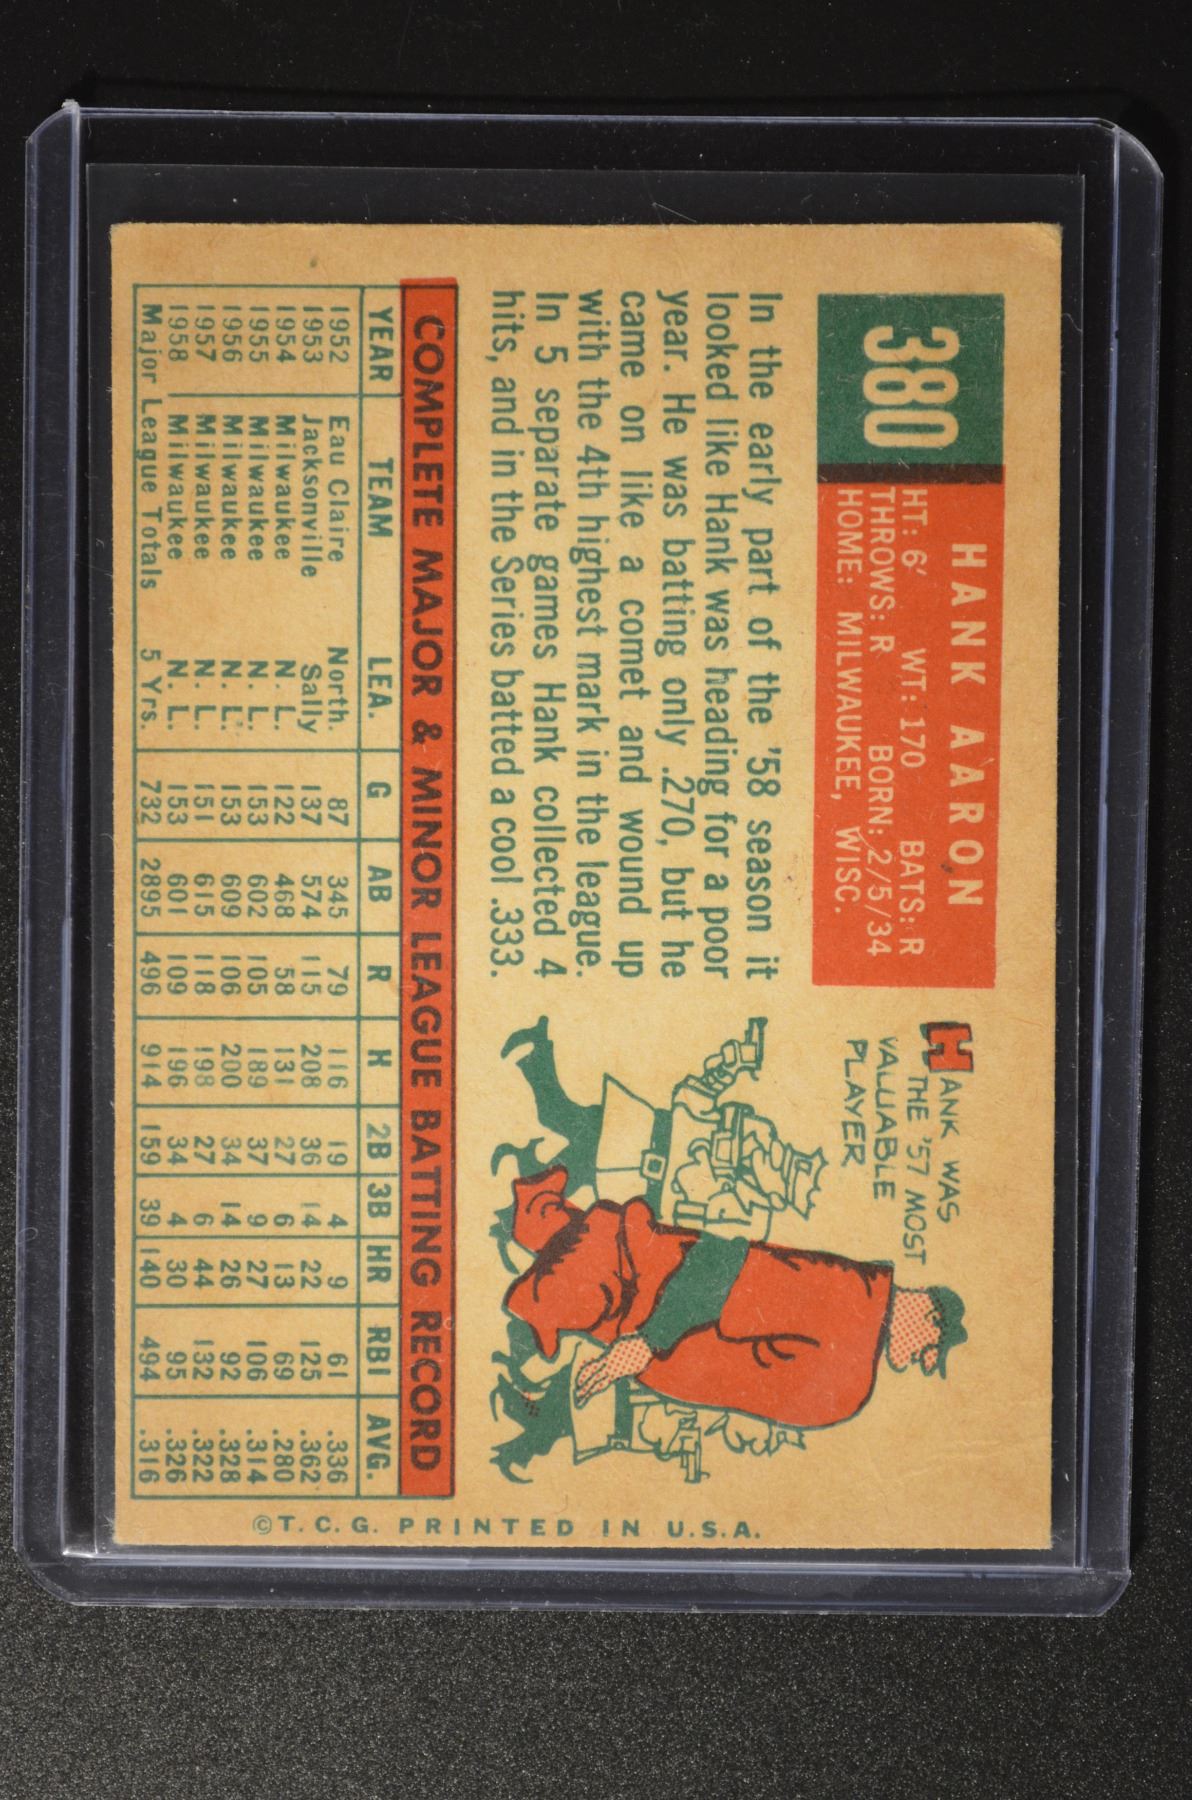 380
HANK AARON
HT: 6' WT: 170 BATS: R
THROWS: R BORN: 2/5/34
HOME: MILWAUKEE, WISC.
In the early part of the '58 season it
looked like Hank was heading for a poor
year. He was batting only .270, but he
came on like a comet and wound up
with the 4th highest mark in the league.
In 5 separate games Hank collected 4
hits, and in the Series batted a cool .333.
HANK WAS
THE '57 MOST
VALUABLE
PLAYER
COMPLETE MAJOR & MINOR LEAGUE BATTING RECORD
YEAR TEAM LEA. G AB R H 2B 3B HR RBI AVG.
1952 Eau Claire North. 87 345 79 116 19 4 9 61 .336
1953 Jacksonville Sally 137 574 115 208 36 14 22 125 .362
1954 Milwaukee N. L. 122 468 58 131 27 6 13 69 .280
1955 Milwaukee N. L. 153 602 105 189 37 9 27 106 .314
1956 Milwaukee N. L. 153 609 106 200 34 14 26 92 .328
1957 Milwaukee N. L. 151 615 118 198 27 6 44 132 .322
1958 Milwaukee N. L. 153 601 109 196 34 4 30 95 .326
Major League Totals 5 Yrs. 732 2895 496 914 159 39 140 494 .316
©T. C. G. PRINTED IN U.S.A.